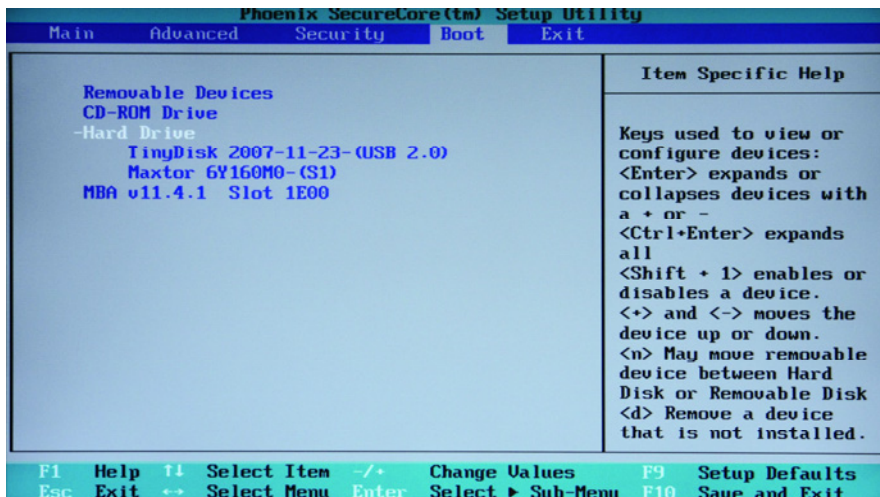 Phoenix SecureCore(tm) Setup Utility
Main Advanced Security Boot Exit
Removable Devices
CD-ROM Drive
-Hard Drive
TinyDisk 2007-11-23-(USB 2.0)
Maxtor 6Y160M0-(S1)
MBA v11.4.1 Slot 1E00
Item Specific Help
Keys used to view or
configure devices:
<Enter> expands or
collapses devices with
a + or -
<Ctrl+Enter> expands
all
<Shift + 1> enables or
disables a device.
<+> and <-> moves the
device up or down.
<n> May move removable
device between Hard
Disk or Removable Disk
<d> Remove a device
that is not installed.
F1 Help ↑↓ Select Item -/+ Change Values F9 Setup Defaults
Esc Exit ↔ Select Menu Enter Select ▶ Sub-Menu F10 Save and Exit